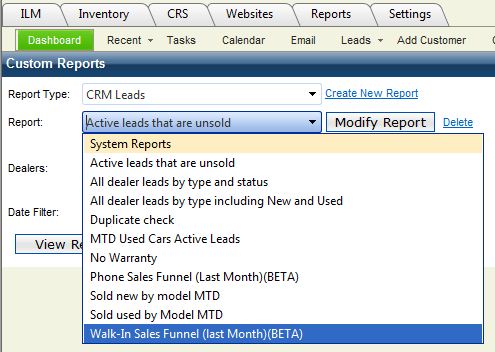 ILM Inventory CRS Websites Reports Settings
Dashboard Recent Tasks Calendar Email Leads Add Customer
Custom Reports
Report Type: CRM Leads Create New Report
Report: Active leads that are unsold Modify Report Delete
System Reports
Active leads that are unsold
Dealers:
All dealer leads by type and status
All dealer leads by type including New and Used
Date Filter:
Duplicate check
MTD Used Cars Active Leads
View Re
No Warranty
Phone Sales Funnel (Last Month)(BETA)
Sold new by model MTD
Sold used by Model MTD
Walk-In Sales Funnel (last Month)(BETA)